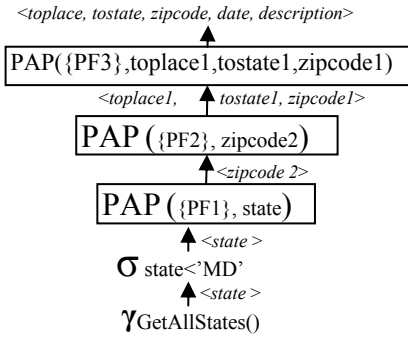 <toplace, tostate, zipcode, date, description>
PAP({PF3},toplace1,tostate1,zipcode1)
<toplace1, tostate1, zipcode1>
PAP ({PF2}, zipcode2)
<zipcode 2>
PAP ({PF1}, state)
<state >
σ state<'MD'
<state >
γGetAllStates()